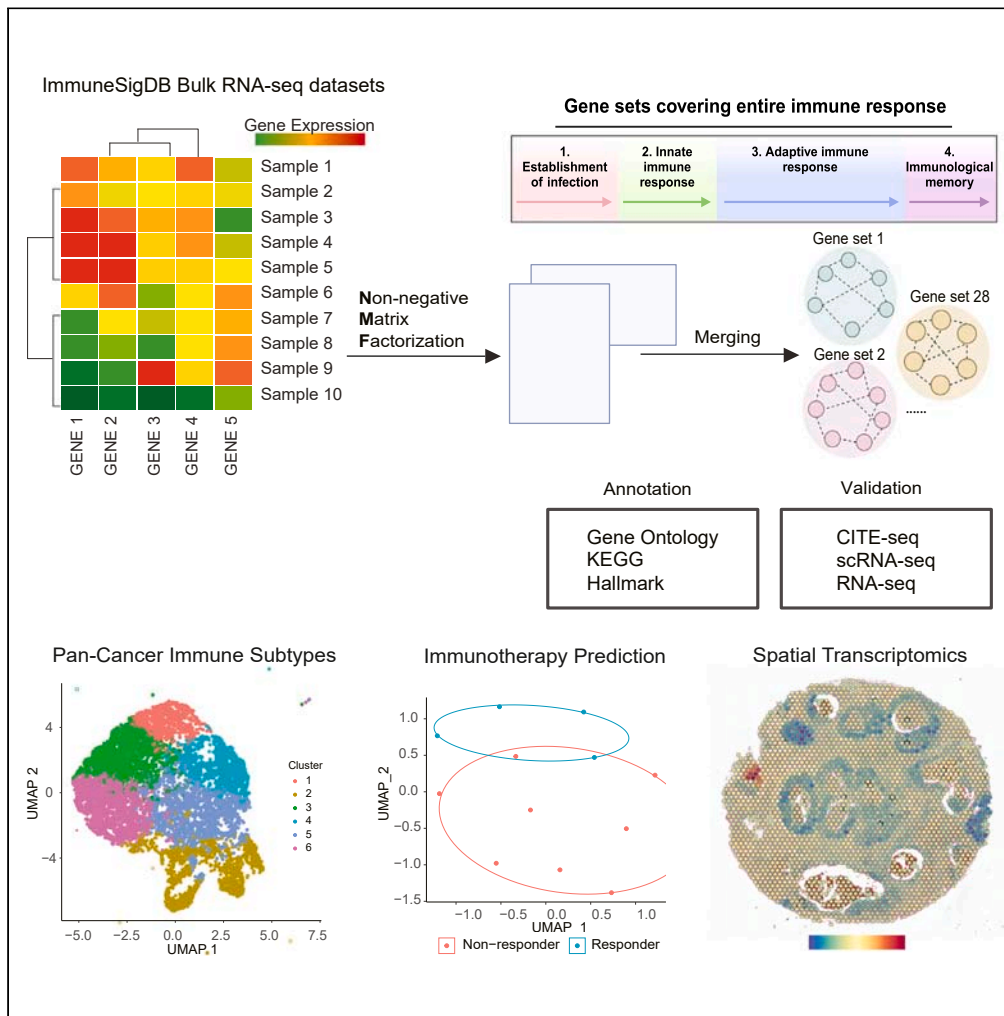 ImmuneSigDB Bulk RNA-seq datasets
Gene Expression
Sample 1
Sample 2
Sample 3
Sample 4
Sample 5
Sample 6
Sample 7
Sample 8
Sample 9
Sample 10
GENE 1
GENE 2
GENE 3
GENE 4
GENE 5
Non-negative
Matrix
Factorization
Gene sets covering entire immune response
1.
Establishment
of infection
2. Innate
immune
response
3. Adaptive immune
response
4.
Immunological
memory
Merging
Gene set 1
Gene set 28
Gene set 2
......
Annotation
Gene Ontology
KEGG
Hallmark
Validation
CITE-seq
scRNA-seq
RNA-seq
Pan-Cancer Immune Subtypes
UMAP 2
4
0
−4
−5.0
−2.5
0.0
2.5
5.0
7.5
UMAP 1
Cluster
1
2
3
4
5
6
Immunotherapy Prediction
UMAP_2
1.0
0.5
0.0
−0.5
−1.0
−1.5
−1.0
−0.5
0.0
0.5
1.0
UMAP_1
Non−responder
Responder
Spatial Transcriptomics